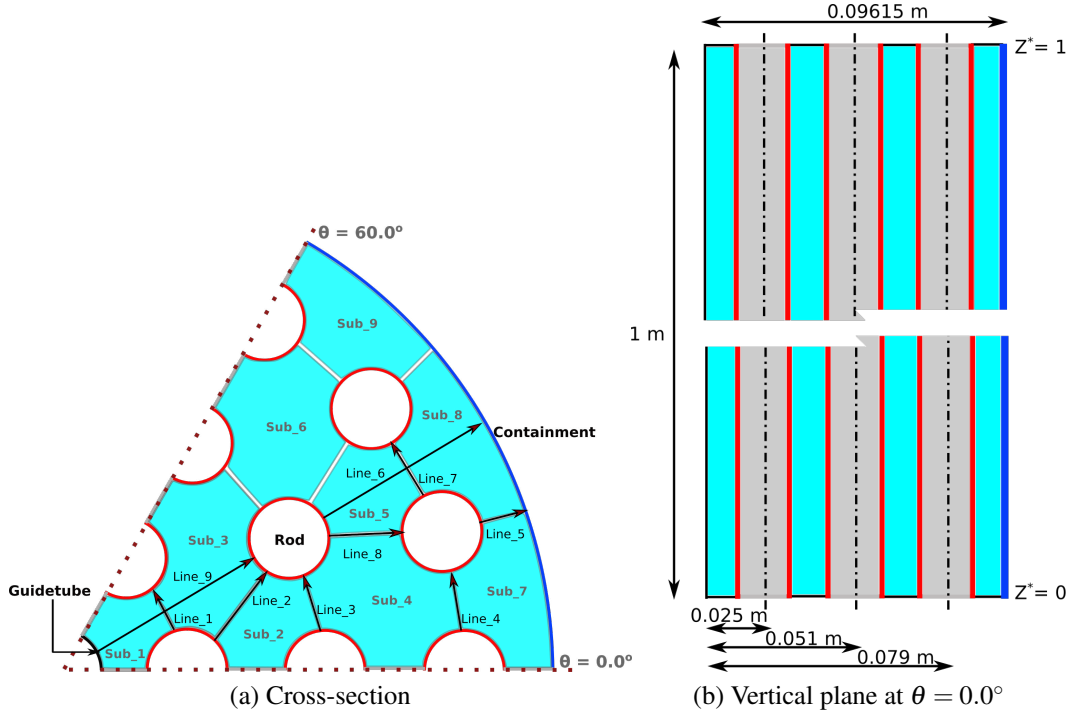 0.09615 m
Z*= 1
θ = 60.0º
Sub_9
1 m
Sub_8
Containment
Sub_6
Line_6
Line_7
Sub_5
Rod
Sub_3
Line_5
Line_8
Line_9
Guidetube
Line_2
Sub_4
Sub_7
Z*= 0
Line_3
Line_1
Line_4
0.025 m
Sub_2
Sub_1
0.051 m
θ = 0.0º
0.079 m
(a) Cross-section
(b) Vertical plane at θ = 0.0°